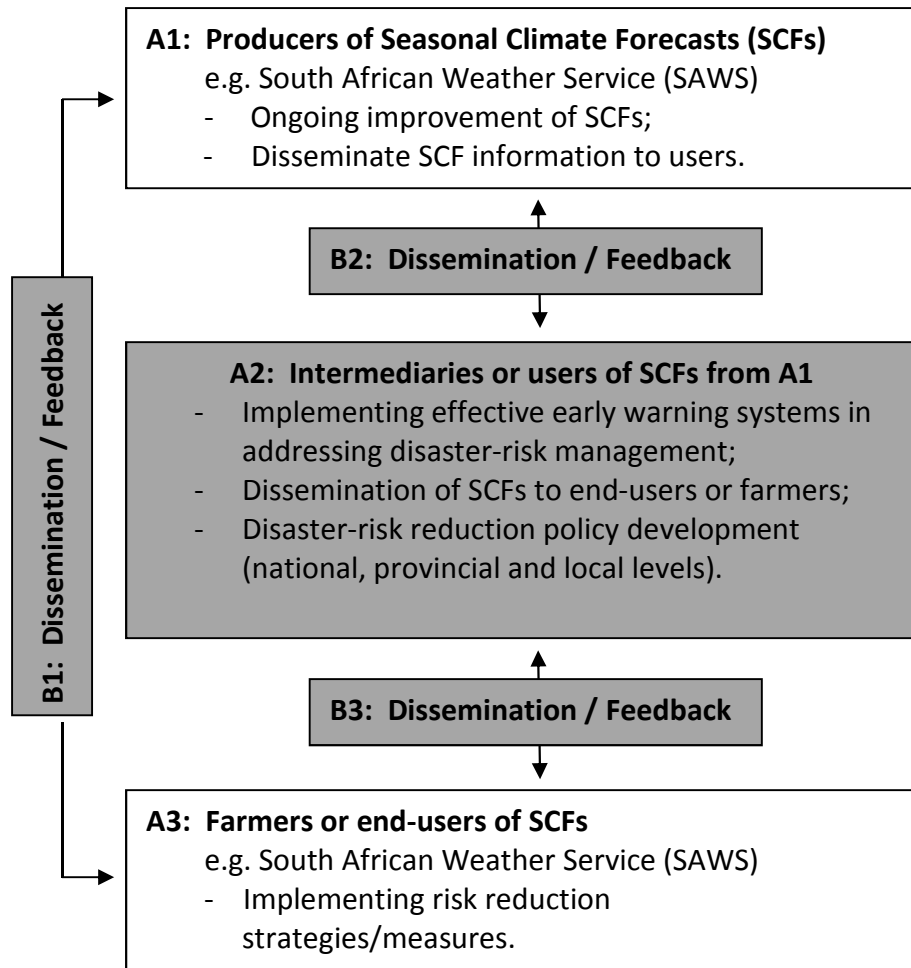 A1: Producers of Seasonal Climate Forecasts (SCFs)
e.g. South African Weather Service (SAWS)
- Ongoing improvement of SCFs;
- Disseminate SCF information to users.
B2: Dissemination / Feedback
B1: Dissemination / Feedback
A2: Intermediaries or users of SCFs from A1
- Implementing effective early warning systems in
addressing disaster-risk management;
- Dissemination of SCFs to end-users or farmers;
- Disaster-risk reduction policy development
(national, provincial and local levels).
B3: Dissemination / Feedback
A3: Farmers or end-users of SCFs
e.g. South African Weather Service (SAWS)
- Implementing risk reduction
strategies/measures.